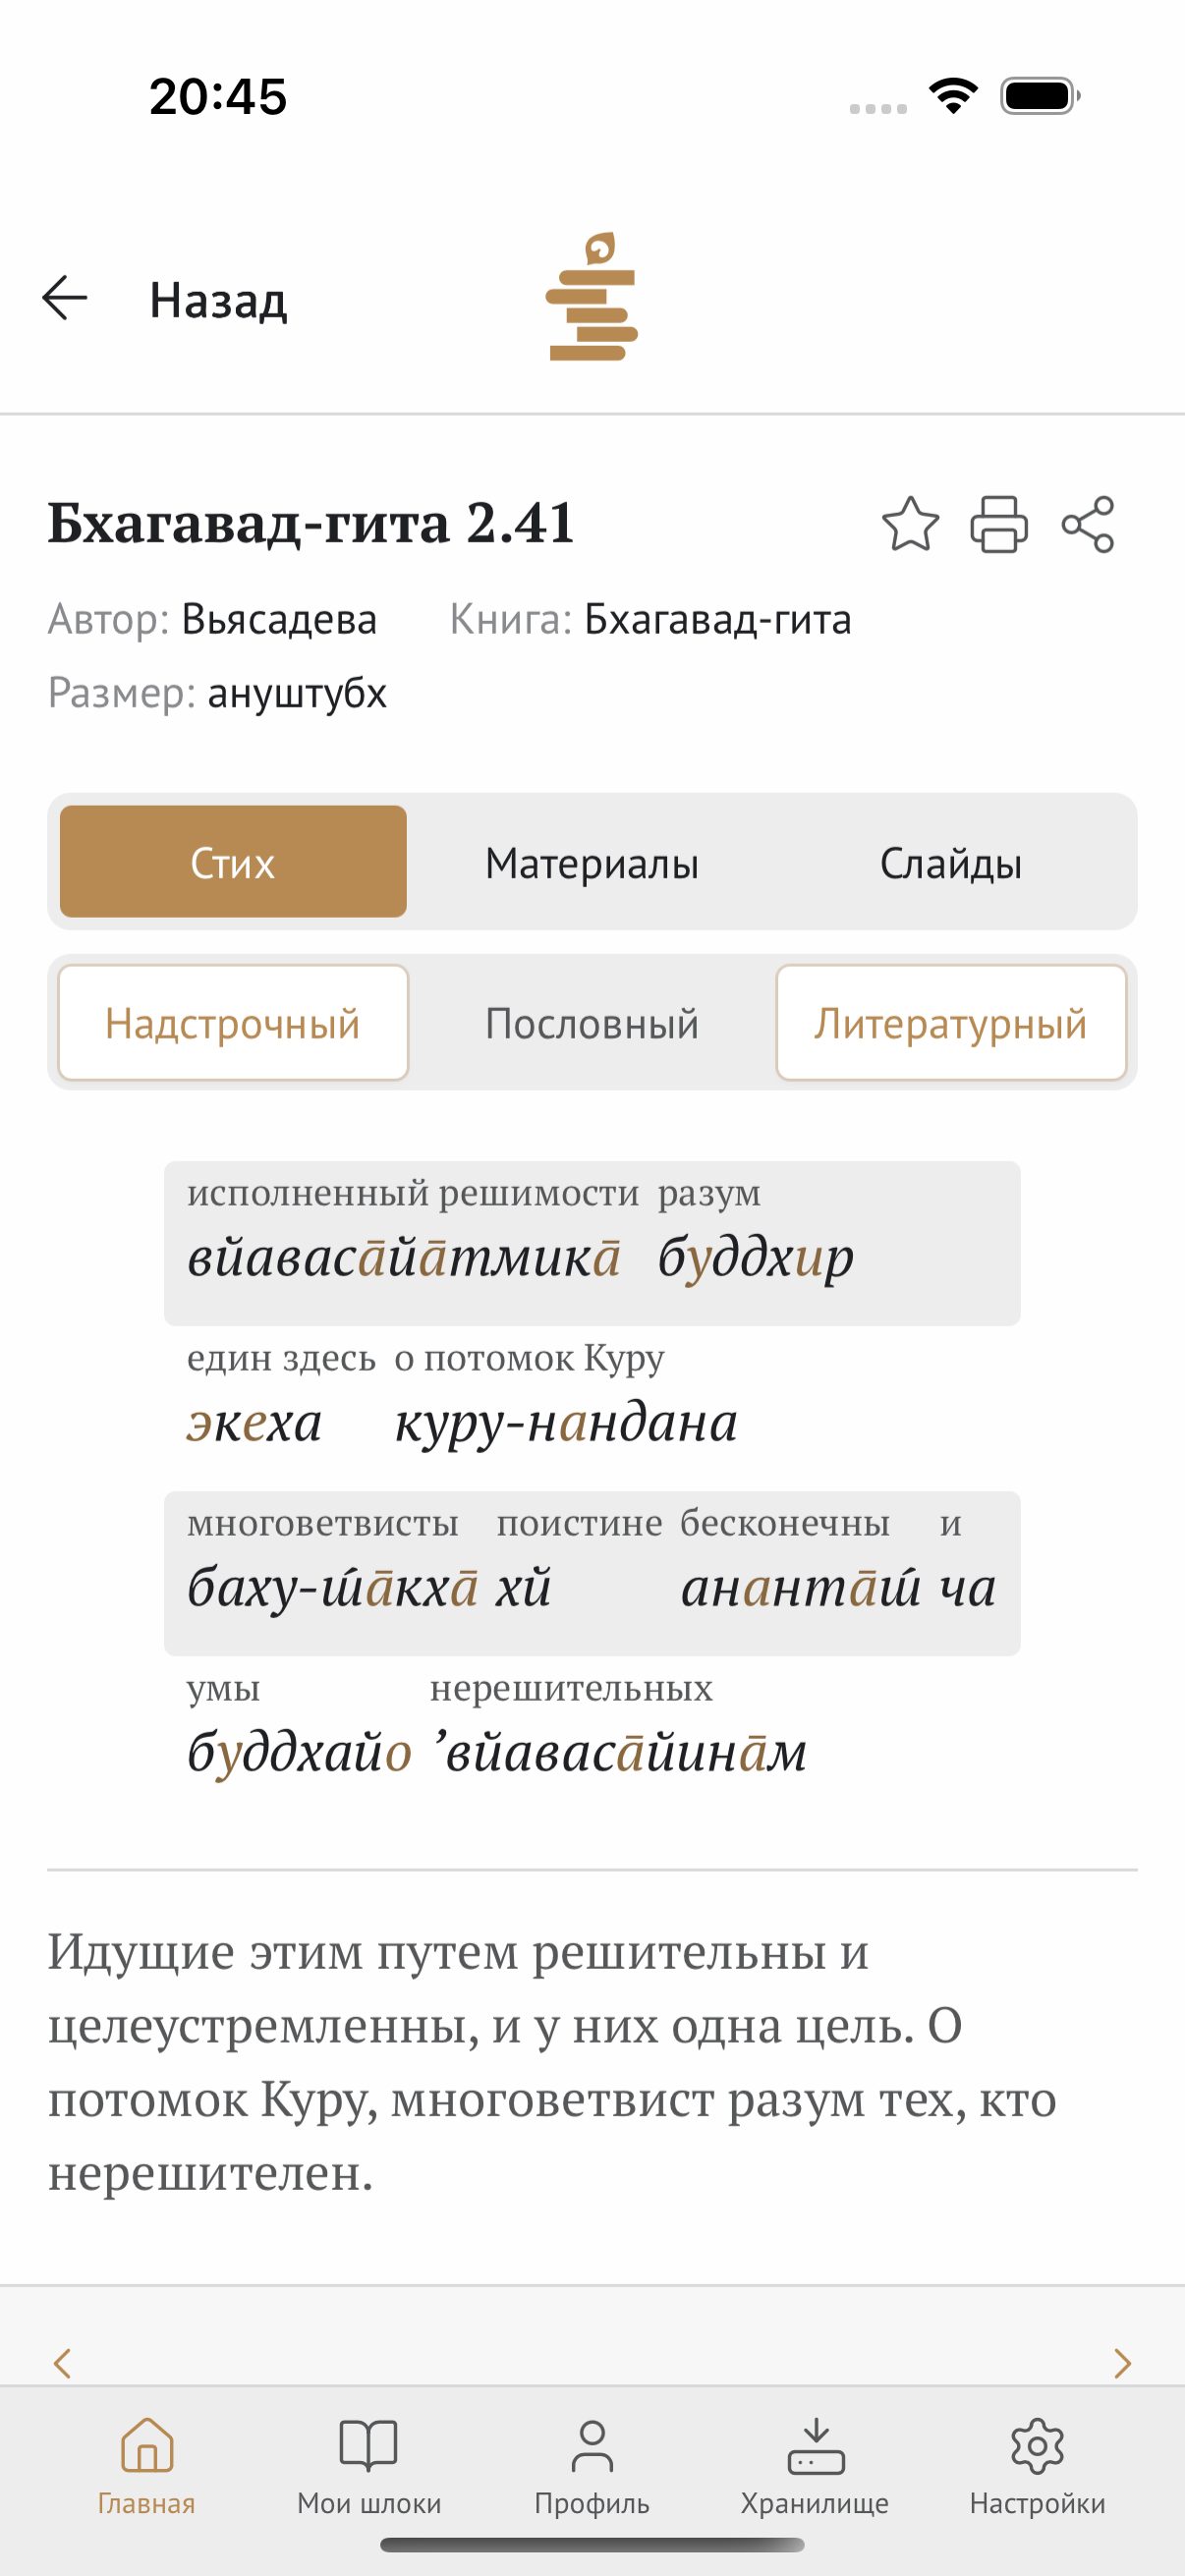 20:45
Назад
Бхагавад-гита 2.41
Автор: Вьясадева Книга: Бхагавад-гита
Размер: ануштубх
Стих Материалы Слайды
Надстрочный Пословный Литературный
исполненный решимости разум
вйавасāйāтмикā буддхир
един здесь о потомок Куру
экеха куру-нандана
многоветвисты поистине бесконечны и
баху-ш́āкхā хй анантāш́ ча
умы нерешительных
буддхайо ’вйавасāйинāм
Идущие этим путем решительны и
целеустремленны, и у них одна цель. О
потомок Куру, многоветвист разум тех, кто
нерешителен.
Главная Мои шлоки Профиль Хранилище Настройки